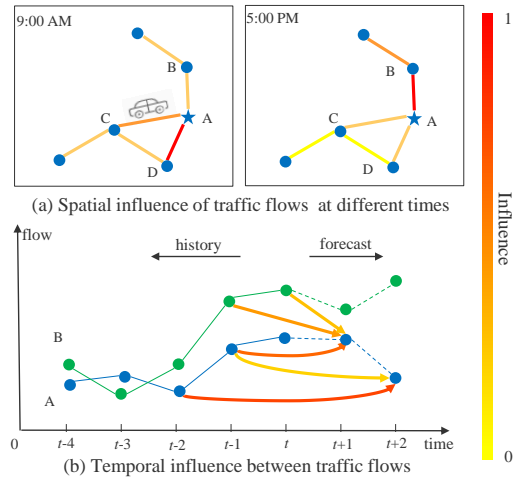 9:00 AM
B
C
A
D
5:00 PM
B
C
A
D
(a) Spatial influence of traffic flows at different times
1
Influence
0
flow
history
forecast
B
A
0
t-4
t-3
t-2
t-1
t
t+1
t+2
time
(b) Temporal influence between traffic flows